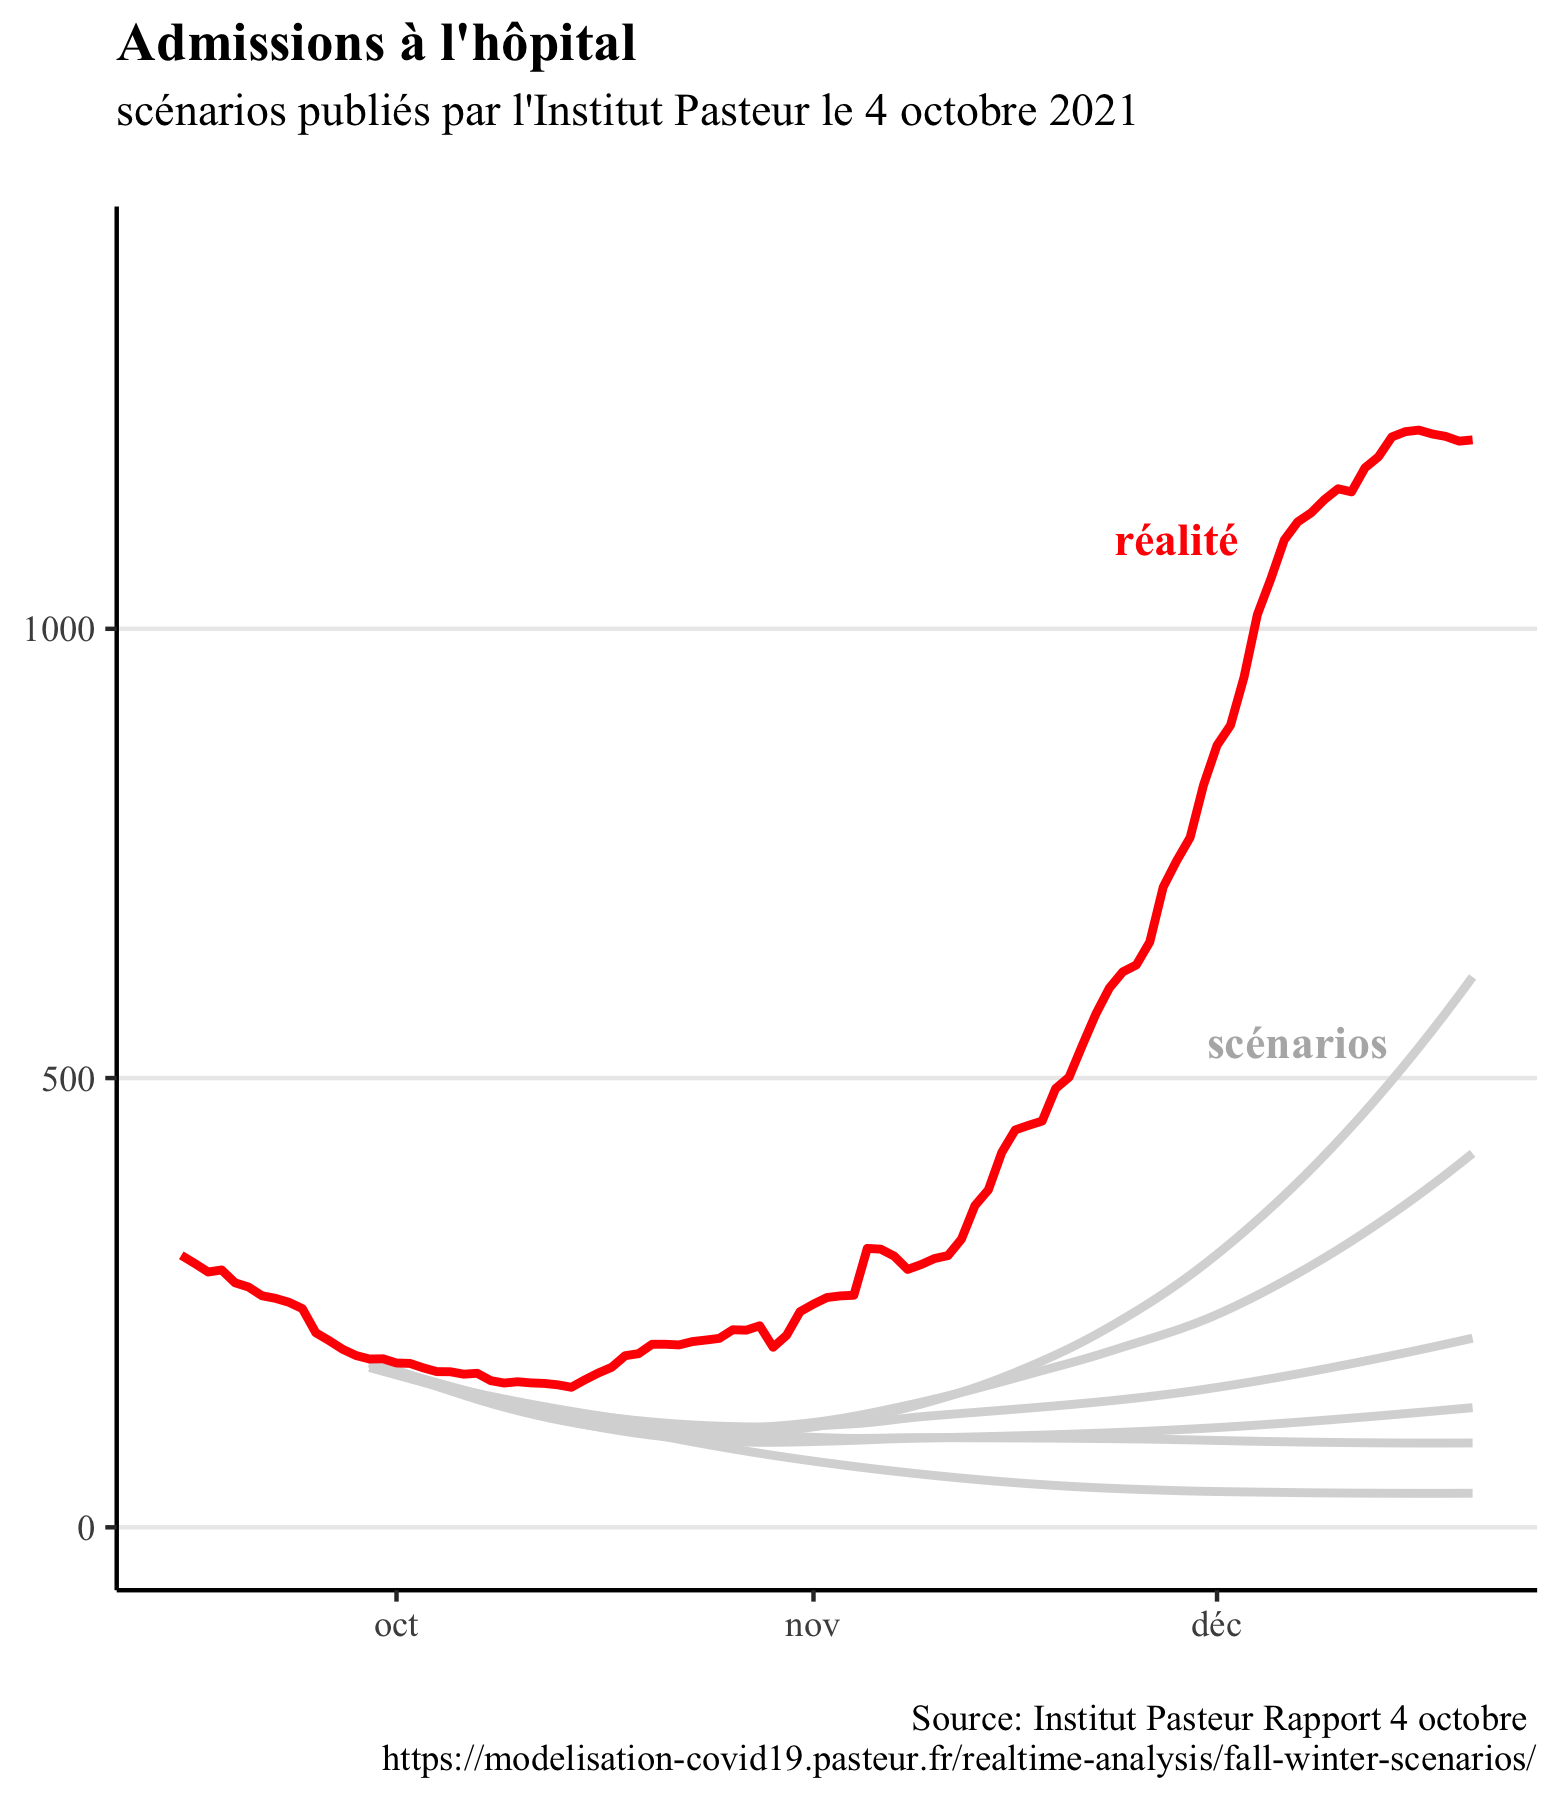 Admissions à l'hôpital
scénarios publiés par l'Institut Pasteur le 4 octobre 2021
réalité
1000
scénarios
500
0
oct nov déc
Source: Institut Pasteur Rapport 4 octobre
https://modelisation-covid19.pasteur.fr/realtime-analysis/fall-winter-scenarios/